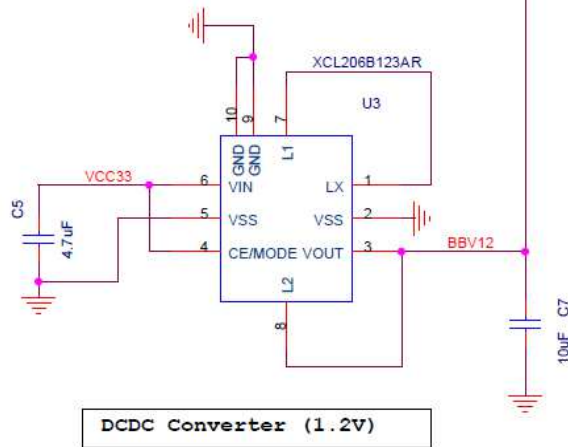 XCL206B123AR
U3
10
9
7
GND
GND
L1
VCC33
6
VIN
LX
1
C5
4.7uF
5
VSS
VSS
2
4
CE/MODE
VOUT
3
BBV12
L2
8
10uF
C7
DCDC Converter (1.2V)